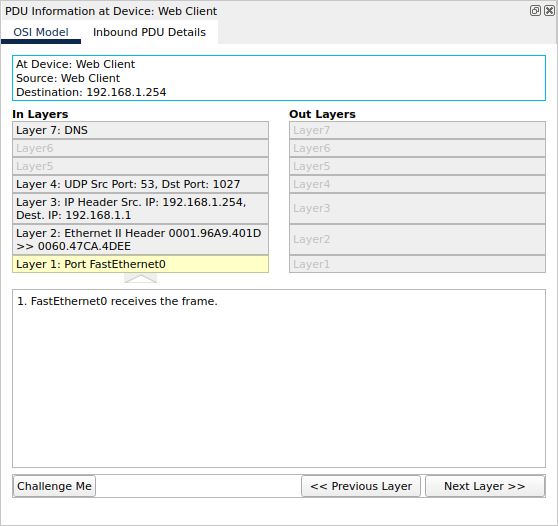 PDU Information at Device: Web Client
OSI Model
Inbound PDU Details
At Device: Web Client
Source: Web Client
Destination: 192.168.1.254
In Layers
Layer 7: DNS
Layer6
Layer5
Layer 4: UDP Src Port: 53, Dst Port: 1027
Layer 3: IP Header Src. IP: 192.168.1.254,
Dest. IP: 192.168.1.1
Layer 2: Ethernet II Header 0001.96A9.401D
>> 0060.47CA.4DEE
Layer 1: Port FastEthernet0
Out Layers
Layer7
Layer6
Layer5
Layer4
Layer3
Layer2
Layer1
1. FastEthernet0 receives the frame.
Challenge Me
<< Previous Layer
Next Layer >>